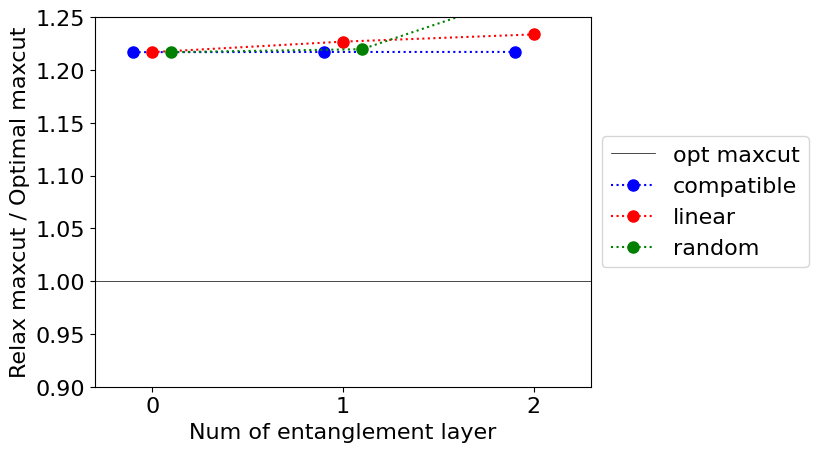 Relax maxcut / Optimal maxcut
1.25
1.20
1.15
1.10
1.05
1.00
0.95
0.90
0
1
2
Num of entanglement layer
opt maxcut
compatible
linear
random